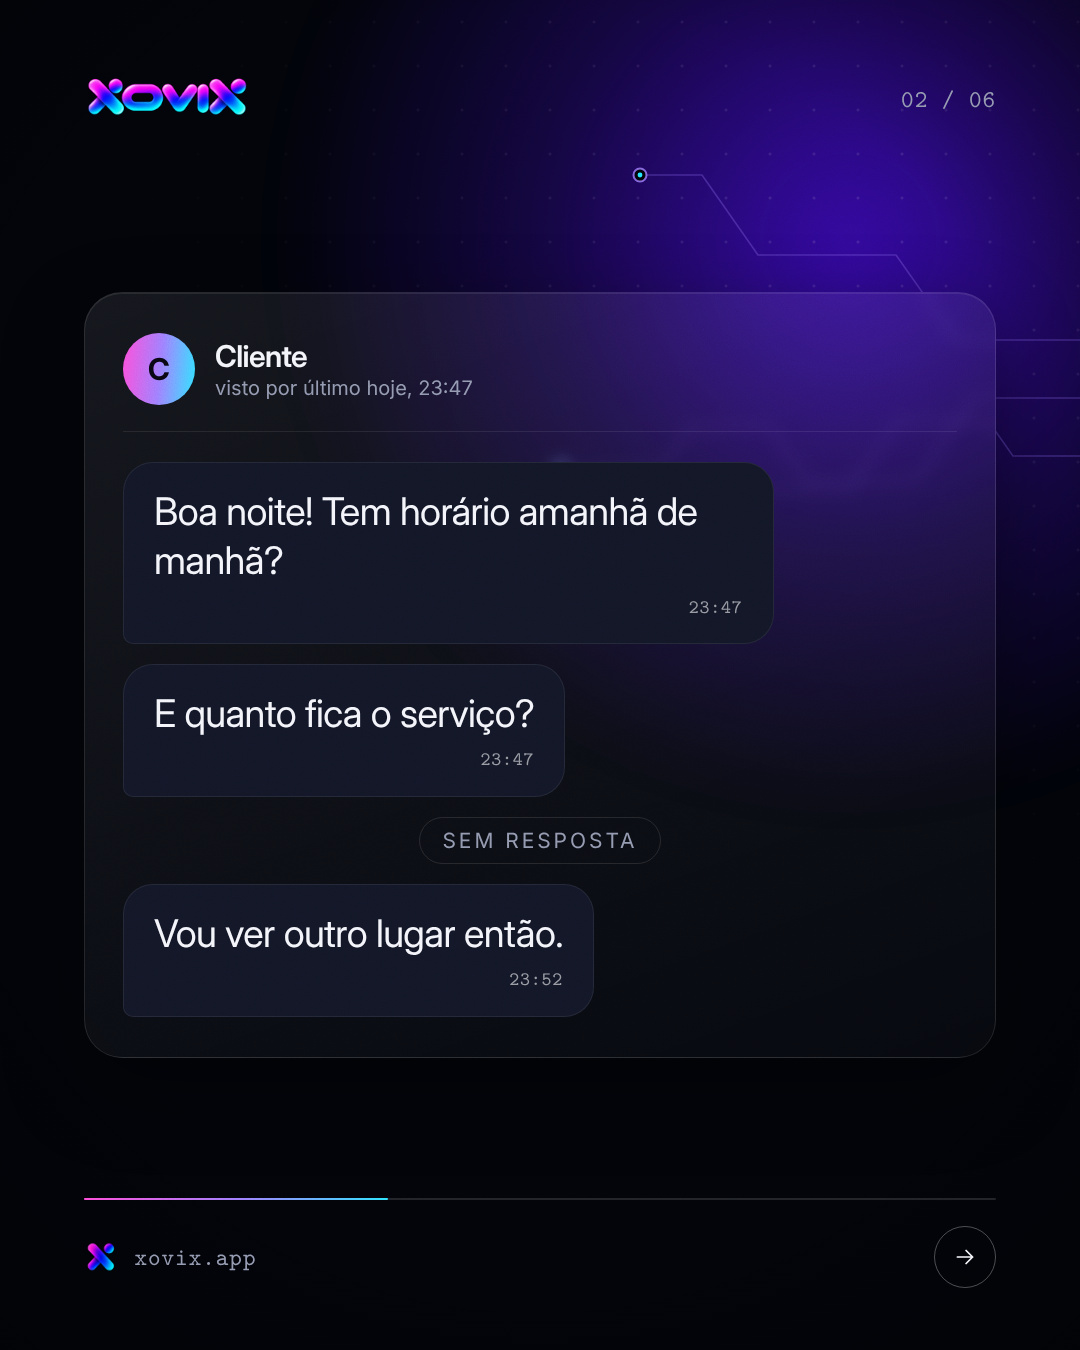 XOVIX
02 / 06
C
Cliente
visto por último hoje, 23:47
Boa noite! Tem horário amanhã de
manhã?
23:47
E quanto fica o serviço?
23:47
SEM RESPOSTA
Vou ver outro lugar então.
23:52
xovix.app